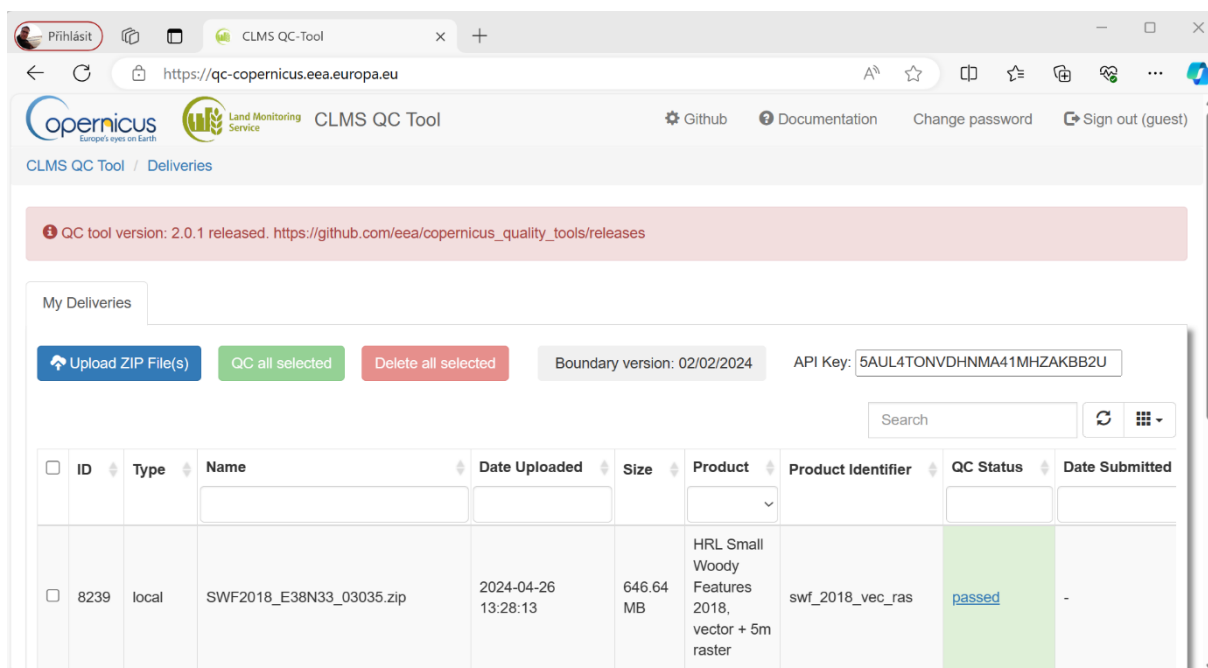 Přihlásit
CLMS QC-Tool
https://qc-copernicus.eea.europa.eu
opernicus
Europe's eyes on Earth
Land Monitoring
Service
CLMS QC Tool
Github
Documentation
Change password
Sign out (guest)
CLMS QC Tool / Deliveries
QC tool version: 2.0.1 released. https://github.com/eea/copernicus_quality_tools/releases
My Deliveries
Upload ZIP File(s)
QC all selected
Delete all selected
Boundary version: 02/02/2024
API Key: 5AUL4TONVDHNMA41MHZAKBB2U
Search
ID Type Name Date Uploaded Size Product Product Identifier QC Status Date Submitted
8239 local SWF2018_E38N33_03035.zip
2024-04-26
13:28:13
646.64
MB
HRL Small
Woody
Features
2018,
vector + 5m
raster
swf_2018_vec_ras
passed
-